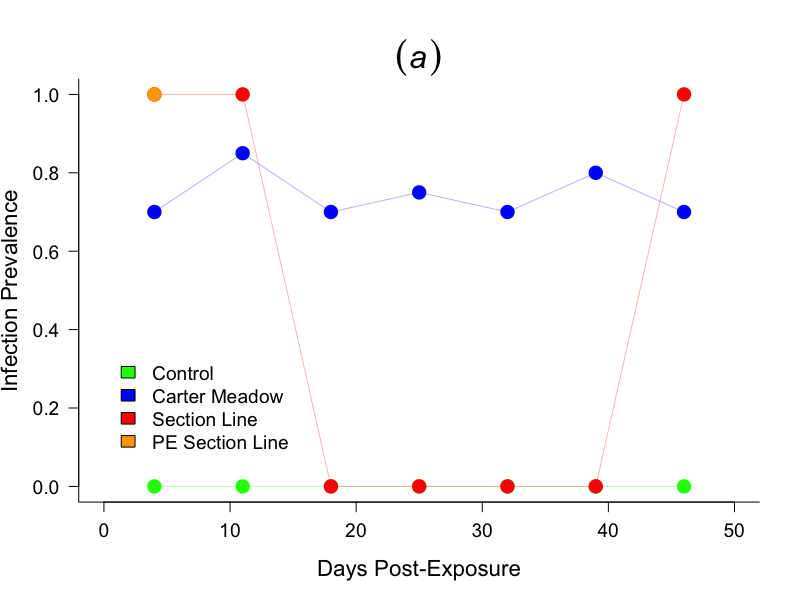 (a)
1.0
0.8
0.6
0.4
0.2
0.0
Infection Prevalence
Control
Carter Meadow
Section Line
PE Section Line
0 10 20 30 40 50
Days Post-Exposure